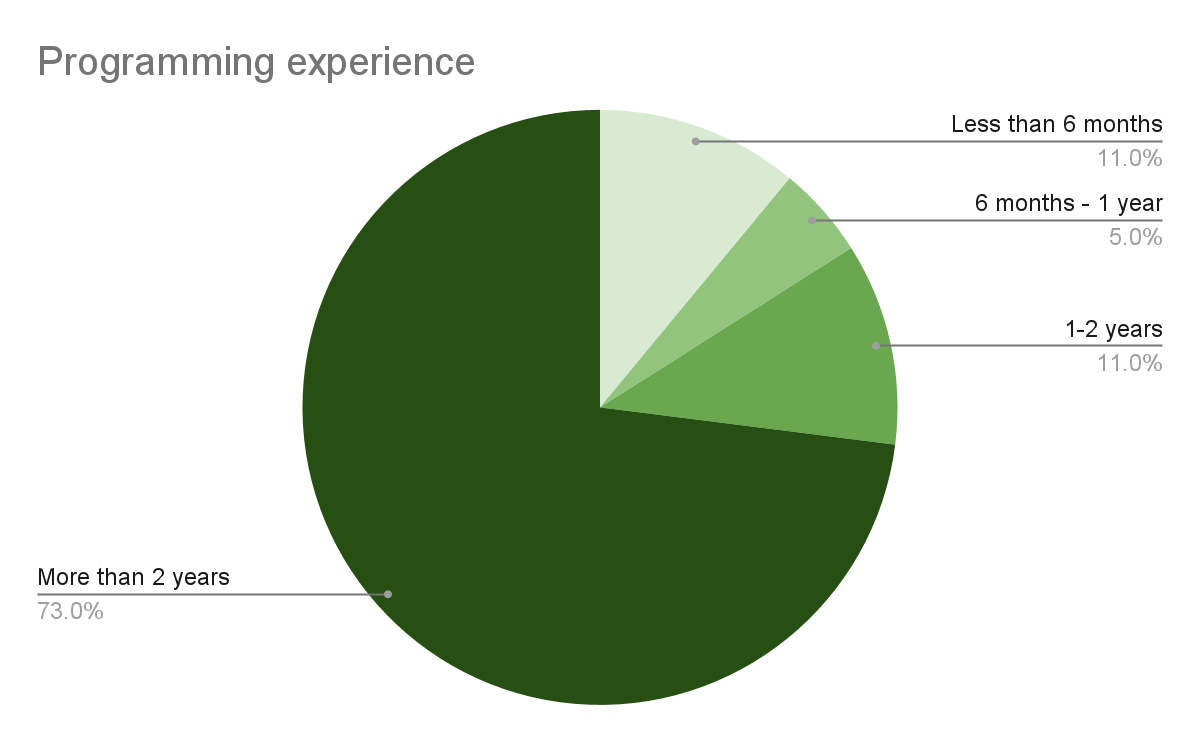 Programming experience
Less than 6 months
11.0%
6 months - 1 year
5.0%
1-2 years
11.0%
More than 2 years
73.0%